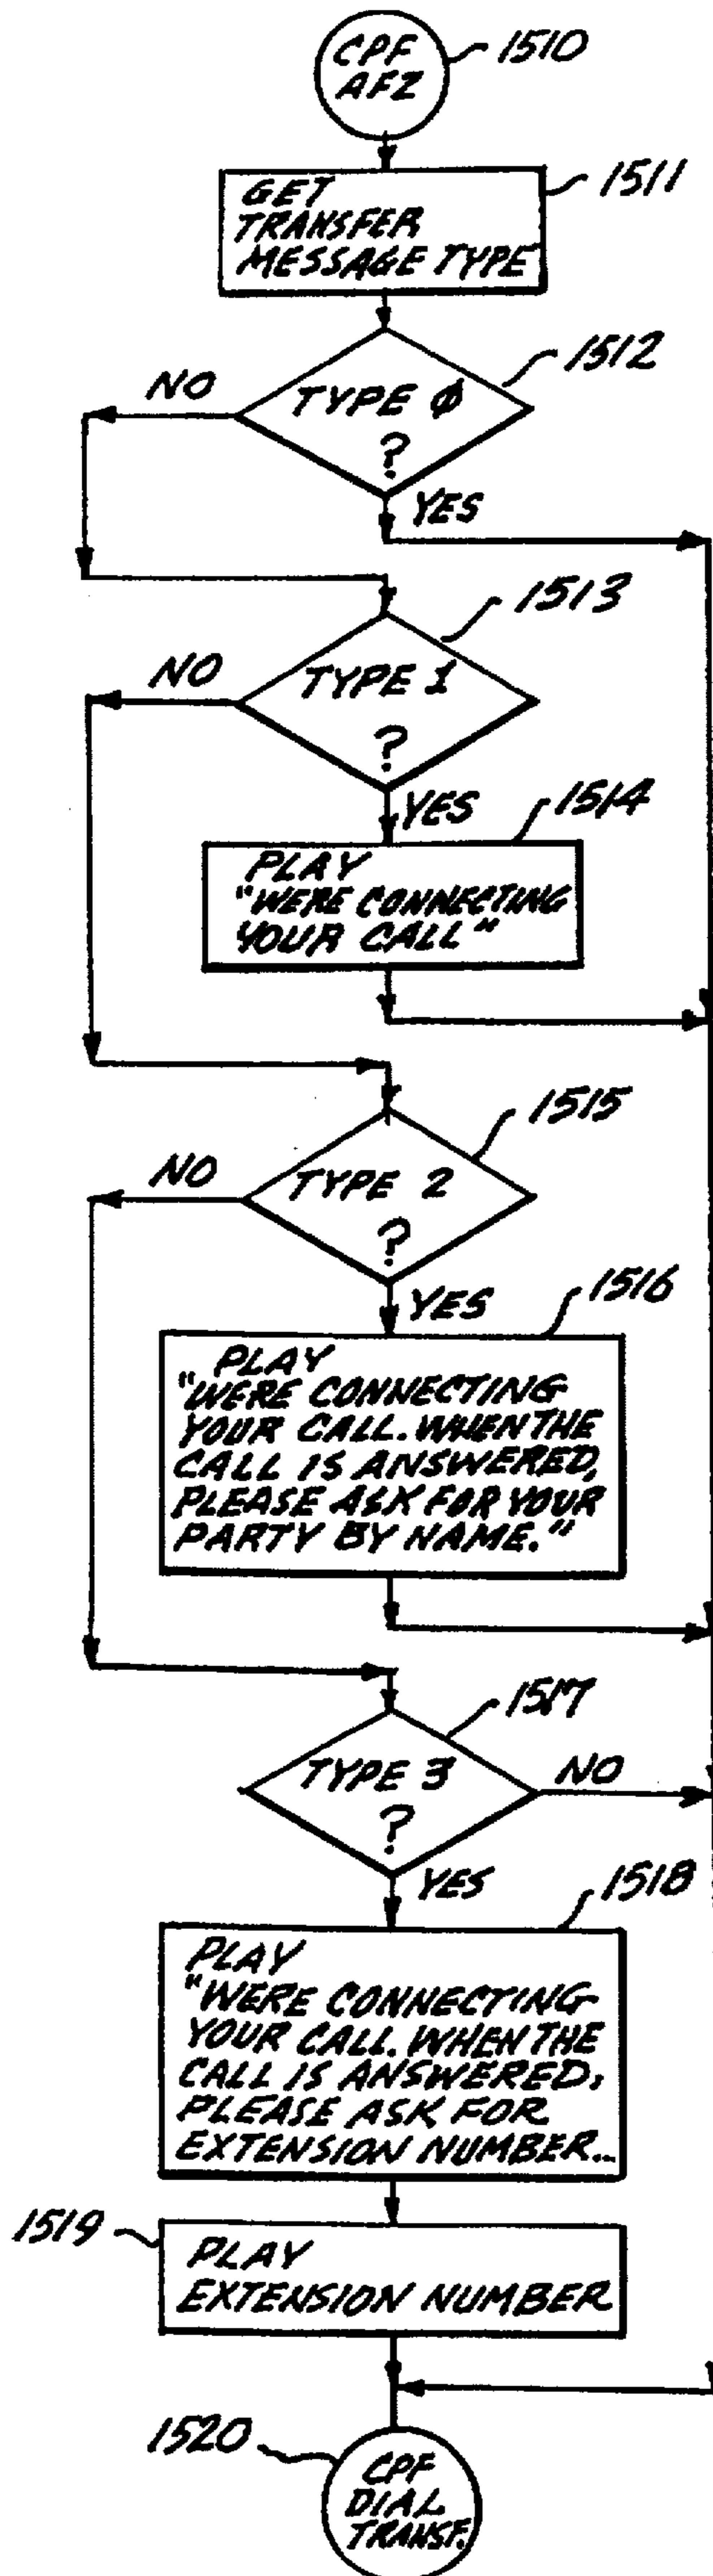 CPF
AFZ
1510
GET
TRANSFER
MESSAGE TYPE
1511
TYPE Ø
?
1512
NO
YES
TYPE 1
?
1513
NO
YES
PLAY
"WERE CONNECTING
YOUR CALL"
1514
TYPE 2
?
1515
NO
YES
PLAY
"WERE CONNECTING
YOUR CALL. WHEN THE
CALL IS ANSWERED,
PLEASE ASK FOR YOUR
PARTY BY NAME."
1516
TYPE 3
?
1517
NO
YES
PLAY
"WERE CONNECTING
YOUR CALL. WHEN THE
CALL IS ANSWERED,
PLEASE ASK FOR
EXTENSION NUMBER...
1518
1519
PLAY
EXTENSION NUMBER
1520
CPF
DIAL
TRANSF.